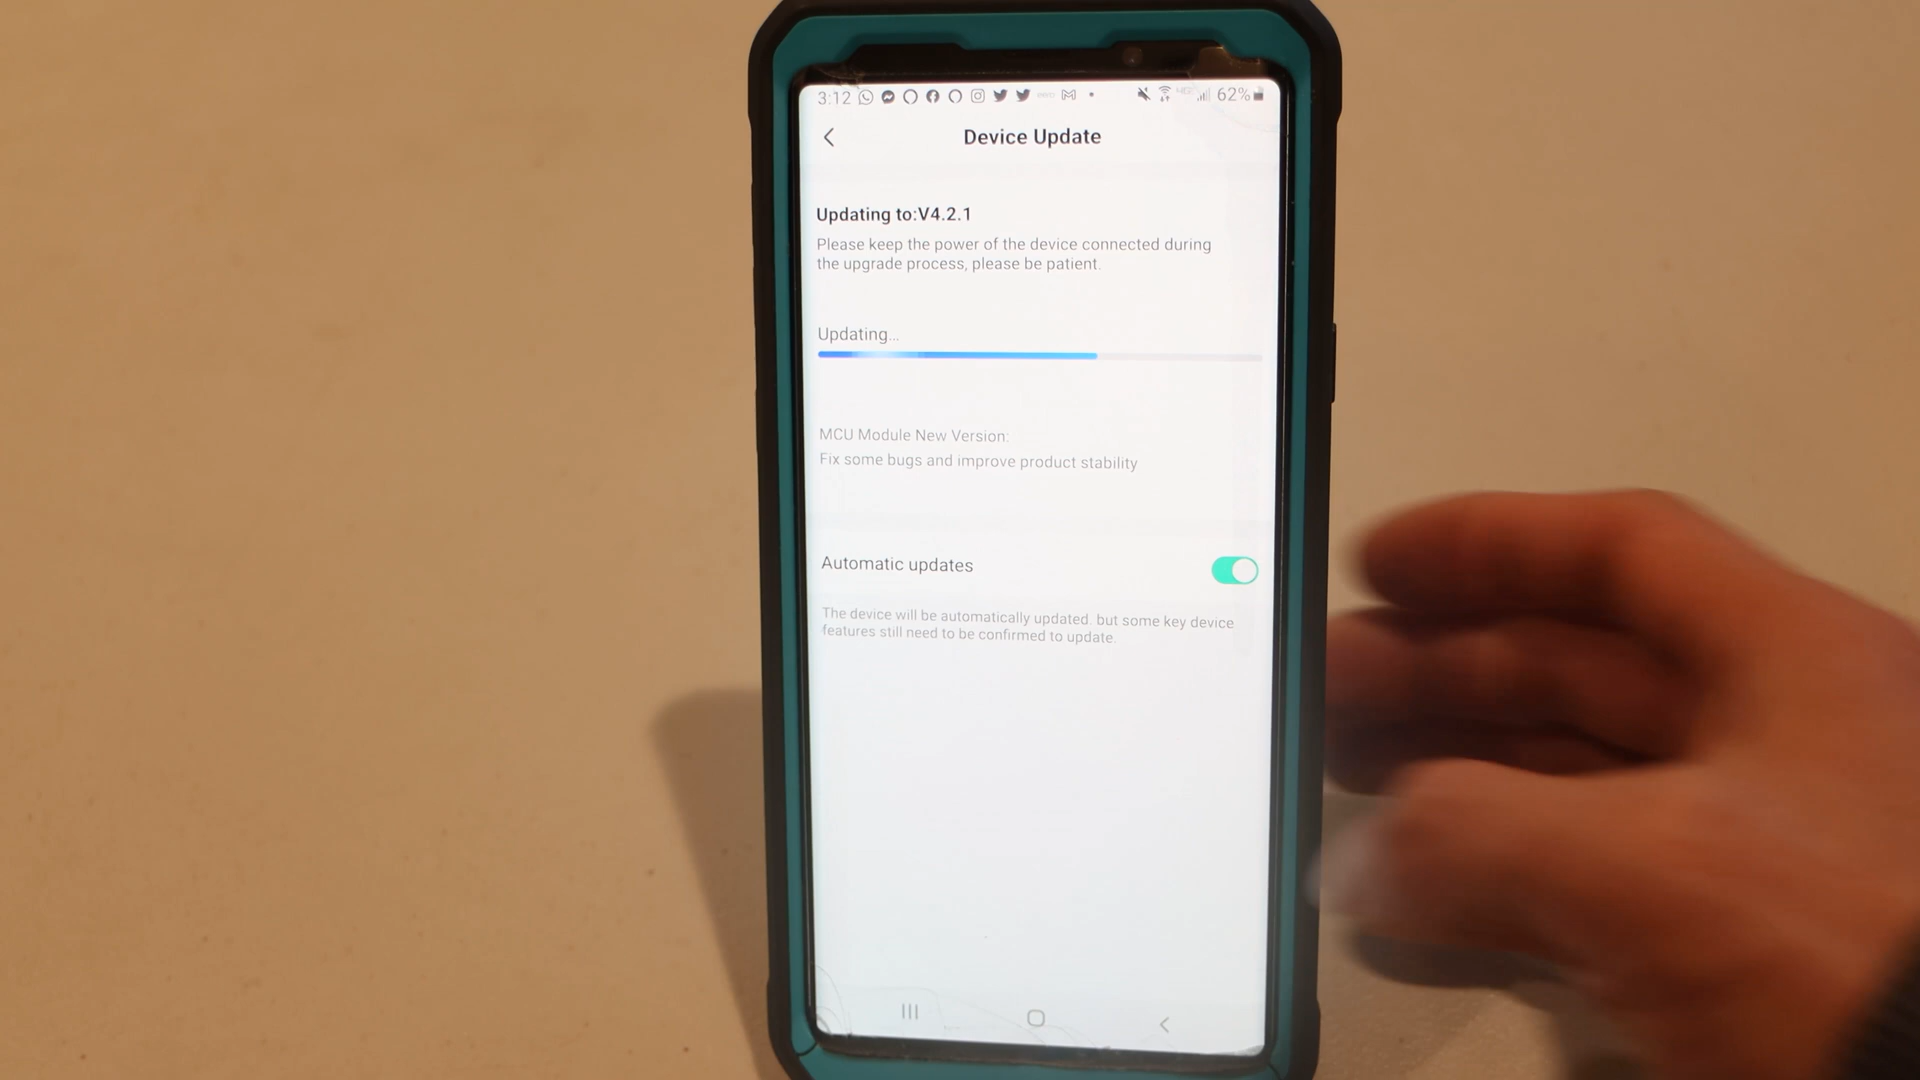 3:12 62%
Device Update
Updating to:V4.2.1
Please keep the power of the device connected during
the upgrade process, please be patient.
Updating...
MCU Module New Version:
Fix some bugs and improve product stability
Automatic updates
The device will be automatically updated. but some key device
features still need to be confirmed to update.